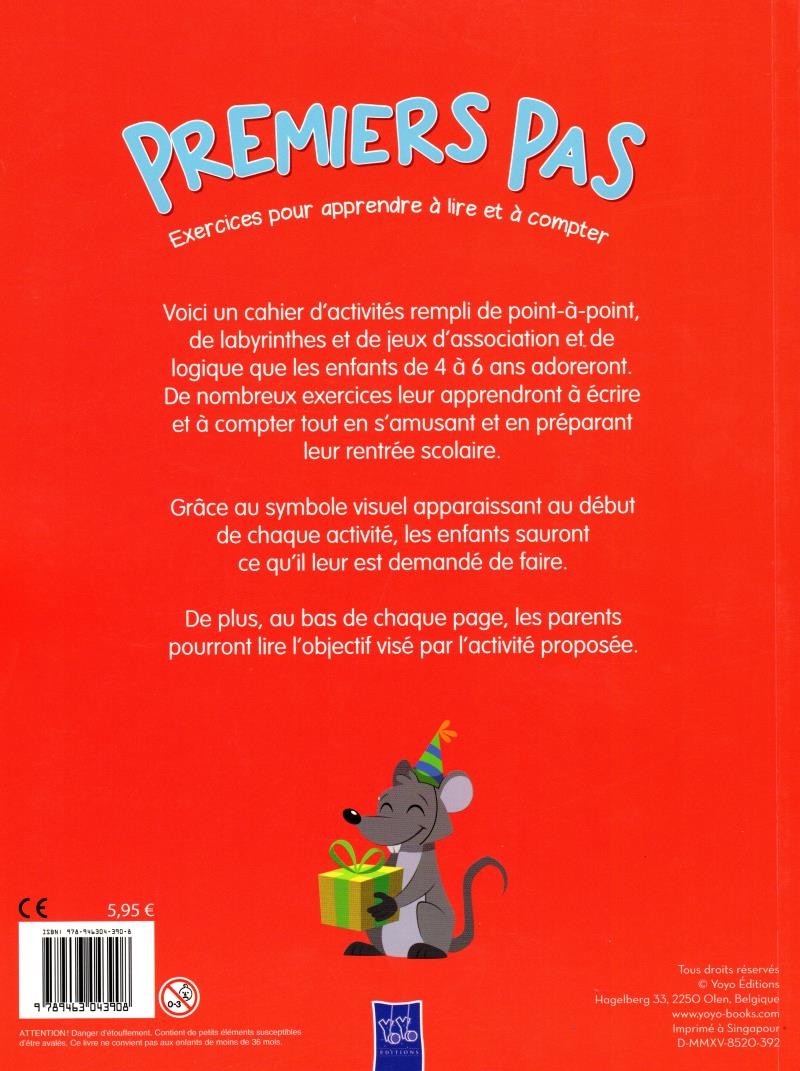 PREMIERS PAS
Exercices pour apprendre à lire et à compter
Voici un cahier d'activités rempli de point-à-point,
de labyrinthes et de jeux d'association et de
logique que les enfants de 4 à 6 ans adoreront.
De nombreux exercices leur apprendront à écrire
et à compter tout en s'amusant et en préparant
leur rentrée scolaire.
Grâce au symbole visuel apparaissant au début
de chaque activité, les enfants sauront
ce qu'il leur est demandé de faire.
De plus, au bas de chaque page, les parents
pourront lire l'objectif visé par l'activité proposée.
CE
5,95 €
ISBN: 978-946304-390-8
9 789463 043908
0-3
ATTENTION! Danger d'étouffement. Contient de petits éléments susceptibles
d'être avalés. Ce livre ne convient pas aux enfants de moins de 36 mois.
YOYO
EDITIONS
Tous droits réservés
© Yoyo Éditions
Hagelberg 33, 2250 Olen, Belgique
www.yoyo-books.com
Imprimé à Singapour
D-MMXV-8520-392